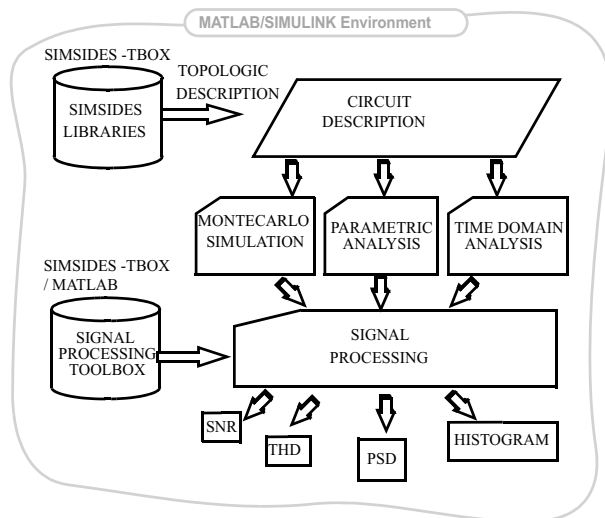 MATLAB/SIMULINK Environment
SIMSIDES -TBOX
SIMSIDES
LIBRARIES
TOPOLOGIC
DESCRIPTION
CIRCUIT
DESCRIPTION
MONTECARLO
SIMULATION
PARAMETRIC
ANALYSIS
TIME DOMAIN
ANALYSIS
SIMSIDES -TBOX
/ MATLAB
SIGNAL
PROCESSING
TOOLBOX
SIGNAL
PROCESSING
SNR
THD
PSD
HISTOGRAM